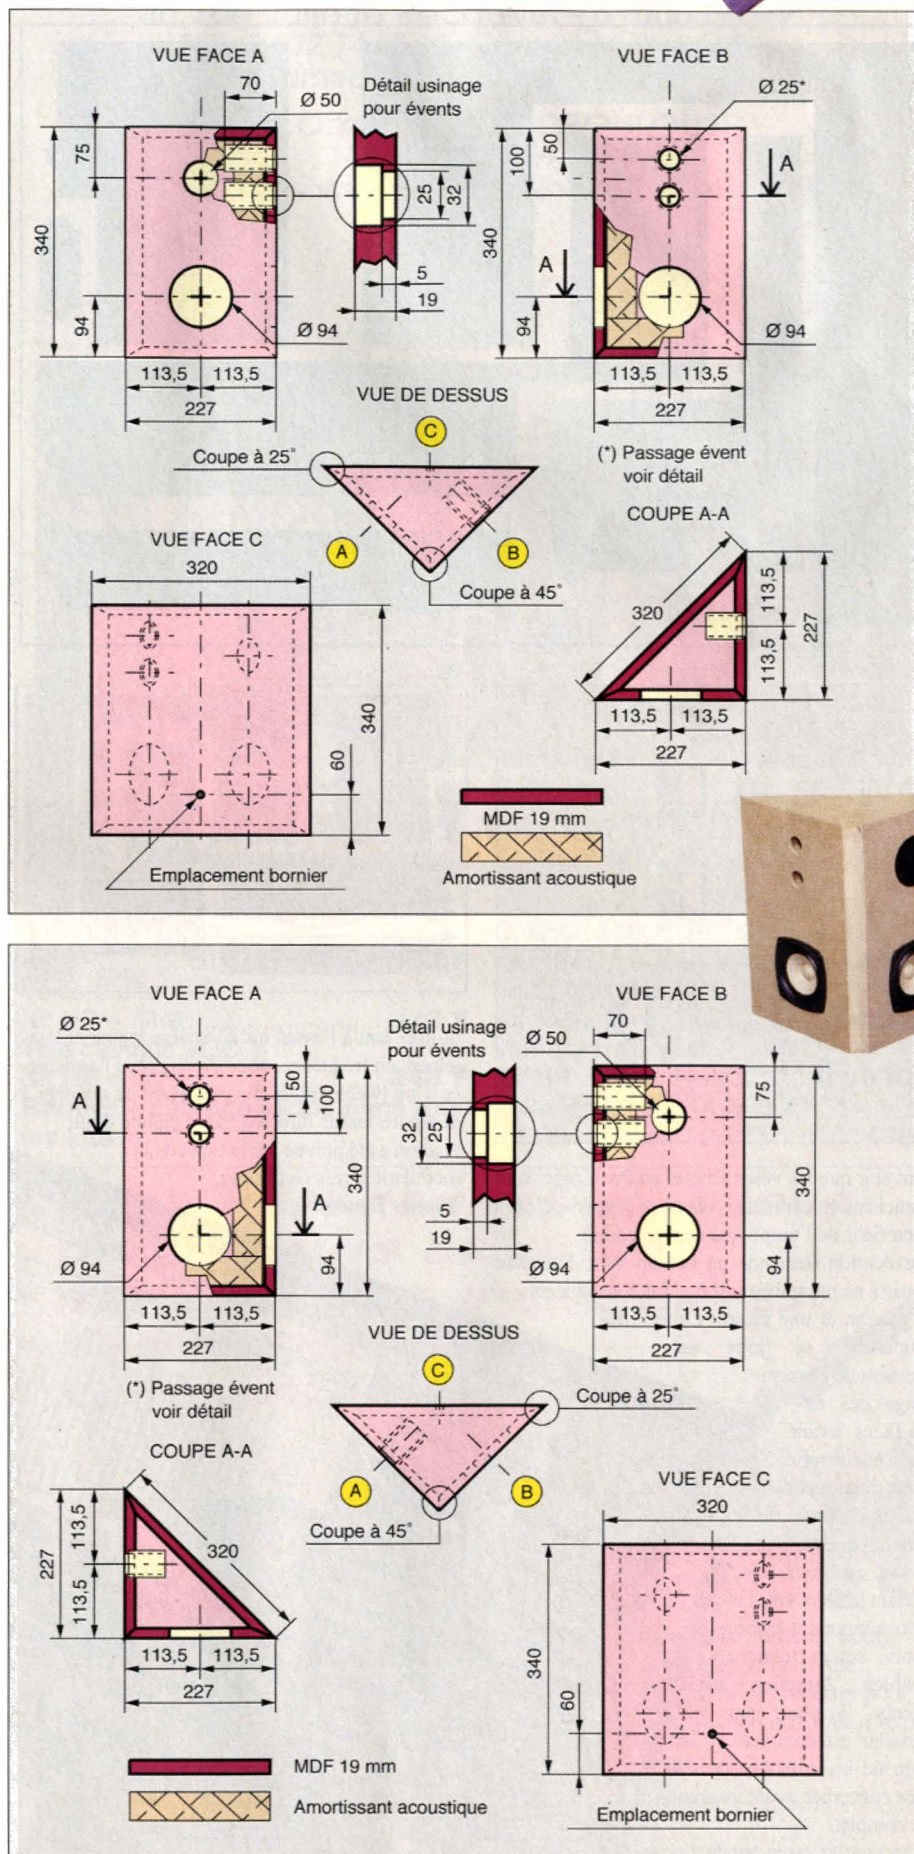 VUE FACE A
70
Ø 50
75
340
94
Ø 94
113,5 113,5
227
Détail usinage
pour évents
25
32
5
19
VUE FACE B
Ø 25*
50
100
A
340
A
94
Ø 94
113,5 113,5
227
(*) Passage évent
voir détail
VUE DE DESSUS
C
Coupe à 25°
A
B
Coupe à 45°
VUE FACE C
320
340
60
Emplacement bornier
COUPE A-A
320
113,5
113,5
227
113,5 113,5
227
MDF 19 mm
Amortissant acoustique
VUE FACE A
Ø 25*
50
100
A
340
A
Ø 94
94
113,5 113,5
227
(*) Passage évent
voir détail
Détail usinage
pour évents
32
25
5
19
VUE FACE B
70
Ø 50
75
340
Ø 94
94
113,5 113,5
227
VUE DE DESSUS
C
Coupe à 25°
A
B
Coupe à 45°
COUPE A-A
227
113,5
113,5
320
113,5 113,5
227
VUE FACE C
320
340
60
Emplacement bornier
MDF 19 mm
Amortissant acoustique